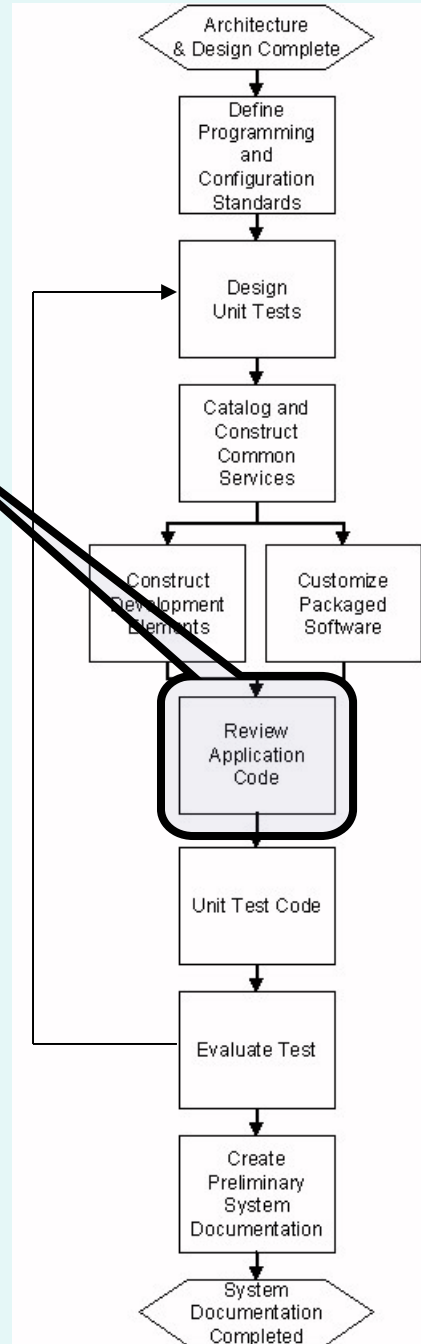 Architecture
& Design Complete
Define
Programming
and
Configuration
Standards
Design
Unit Tests
Catalog and
Construct
Common
Services
Construct
Development
Elements
Customize
Packaged
Software
Review
Application
Code
Unit Test Code
Evaluate Test
Create
Preliminary
System
Documentation
System
Documentation
Completed